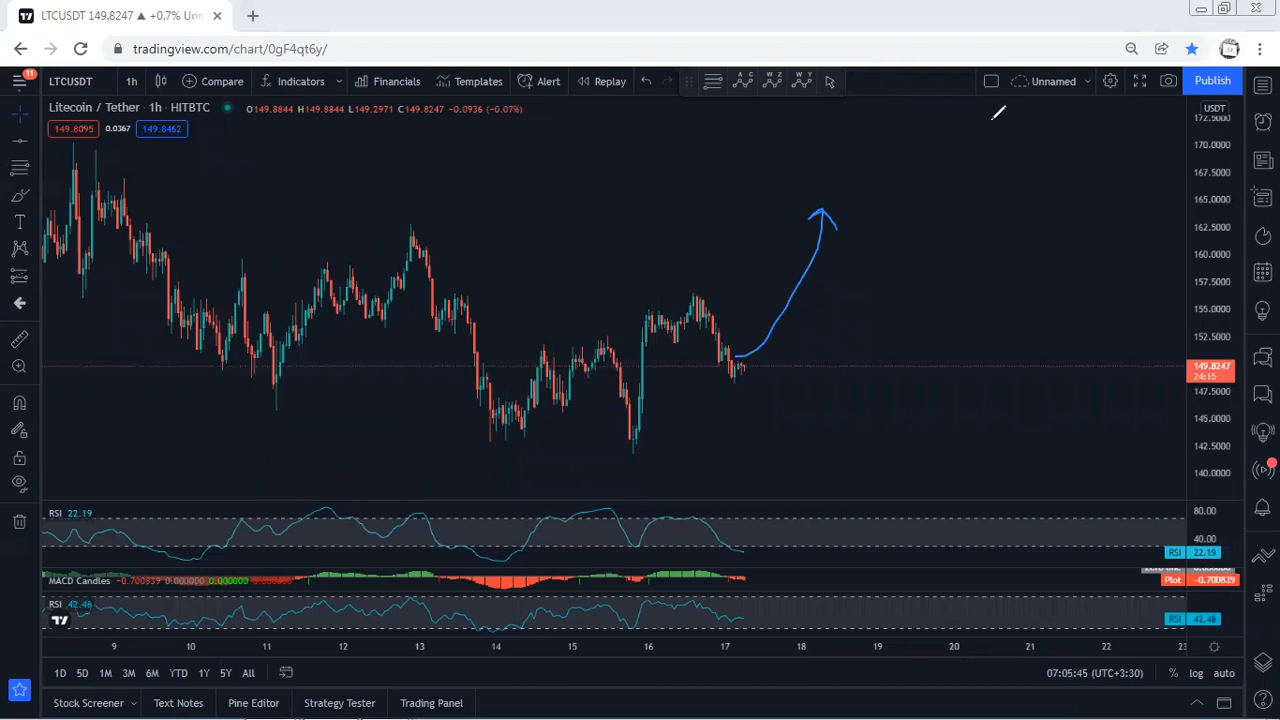 LTCUSDT 149.8247 ▲ +0.7% Unn
tradingview.com/chart/0gF4qt6y/
11 LTCUSDT 1h Compare Indicators Financials Templates Alert Replay Unnamed Publish
Litecoin / Tether · 1h · HITBTC O149.8844 H149.8844 L149.2971 C149.8247 -0.0936 (-0.07%)
USDT
149.8095 0.0367 149.8462
172.5000
170.0000
167.5000
165.0000
162.5000
160.0000
157.5000
155.0000
152.5000
149.8247
24:15
147.5000
145.0000
142.5000
140.0000
RSI 22.19
80.00
40.00
RSI 22.19
MACD Candles -0.700839 0.000000 0.000000
Plot -0.700839
RSI 42.48
RSI 42.48
9 10 11 12 13 14 15 16 17 18 19 20 21 22 23
1D 5D 1M 3M 6M YTD 1Y 5Y All 07:05:45 (UTC+3:30) % log auto
Stock Screener Text Notes Pine Editor Strategy Tester Trading Panel